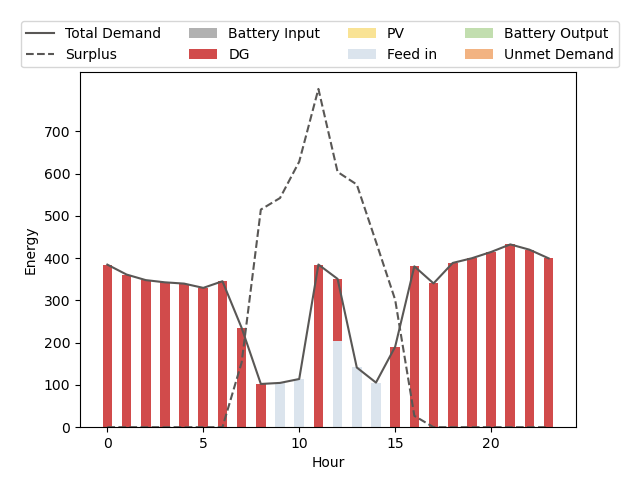 Total Demand Battery Input PV Battery Output
Surplus DG Feed in Unmet Demand
700
600
500
400
300
200
100
0
Energy
0 5 10 15 20
Hour